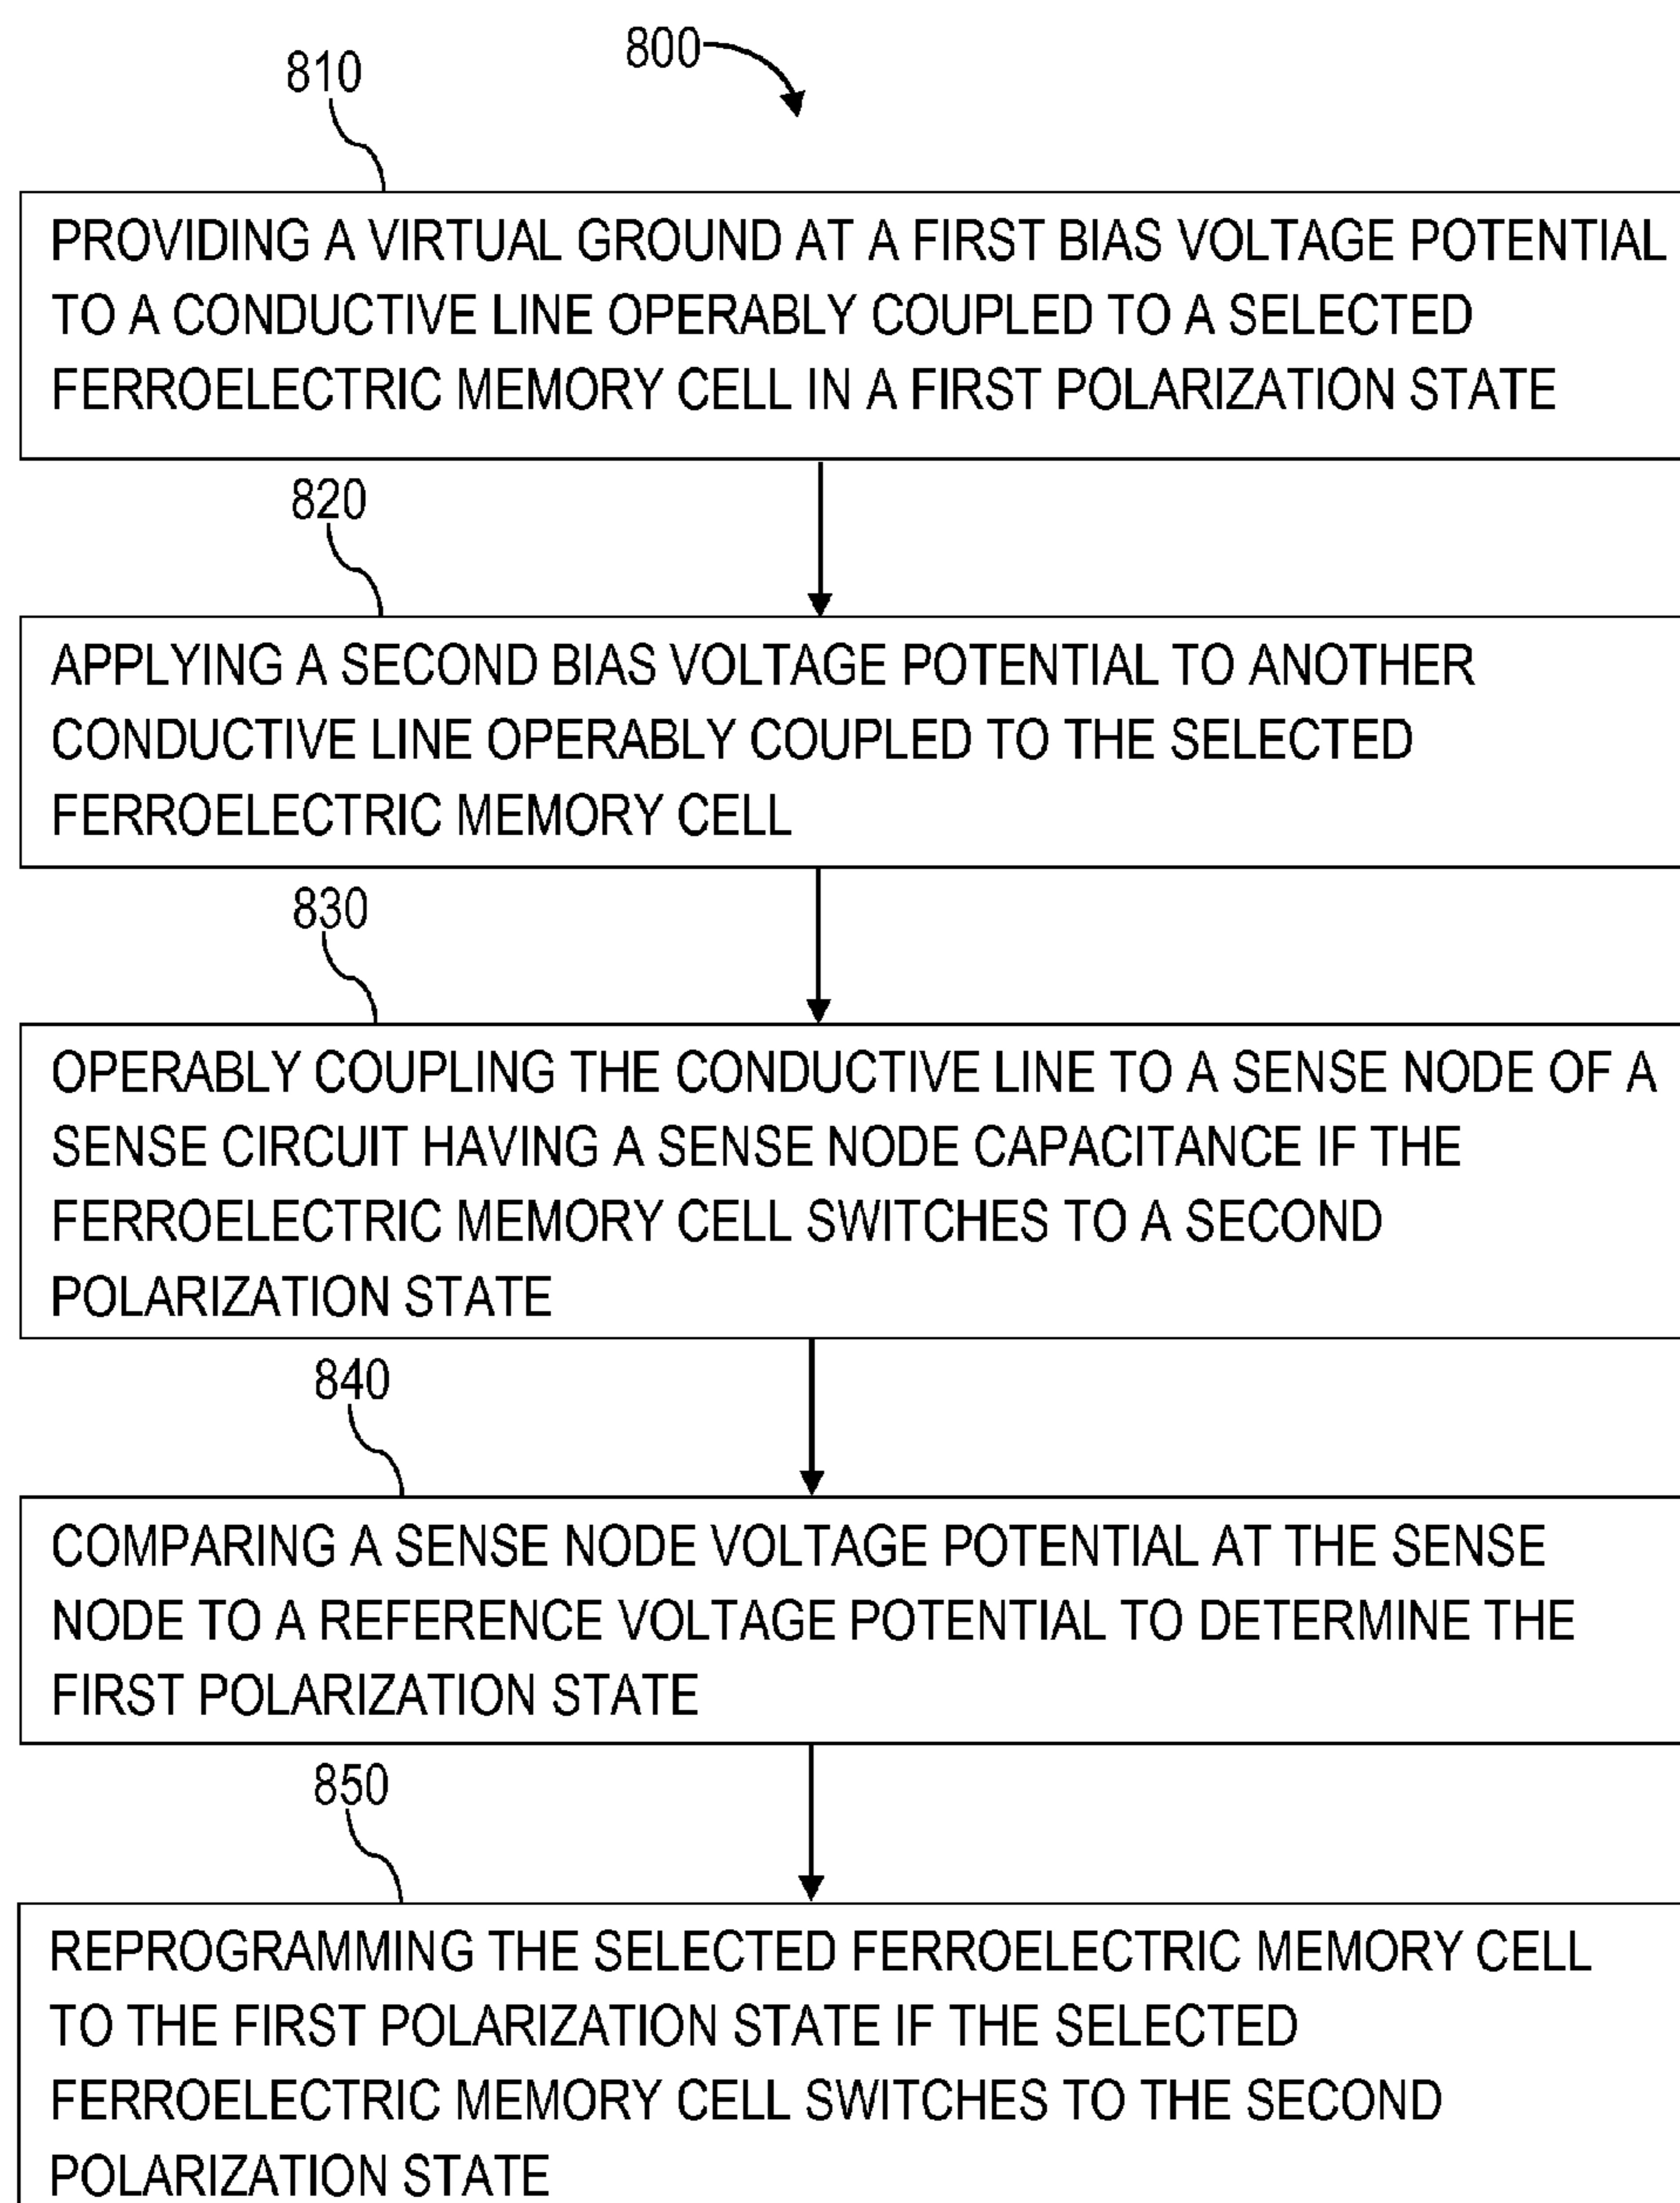 800
810
PROVIDING A VIRTUAL GROUND AT A FIRST BIAS VOLTAGE POTENTIAL
TO A CONDUCTIVE LINE OPERABLY COUPLED TO A SELECTED
FERROELECTRIC MEMORY CELL IN A FIRST POLARIZATION STATE
820
APPLYING A SECOND BIAS VOLTAGE POTENTIAL TO ANOTHER
CONDUCTIVE LINE OPERABLY COUPLED TO THE SELECTED
FERROELECTRIC MEMORY CELL
830
OPERABLY COUPLING THE CONDUCTIVE LINE TO A SENSE NODE OF A
SENSE CIRCUIT HAVING A SENSE NODE CAPACITANCE IF THE
FERROELECTRIC MEMORY CELL SWITCHES TO A SECOND
POLARIZATION STATE
840
COMPARING A SENSE NODE VOLTAGE POTENTIAL AT THE SENSE
NODE TO A REFERENCE VOLTAGE POTENTIAL TO DETERMINE THE
FIRST POLARIZATION STATE
850
REPROGRAMMING THE SELECTED FERROELECTRIC MEMORY CELL
TO THE FIRST POLARIZATION STATE IF THE SELECTED
FERROELECTRIC MEMORY CELL SWITCHES TO THE SECOND
POLARIZATION STATE